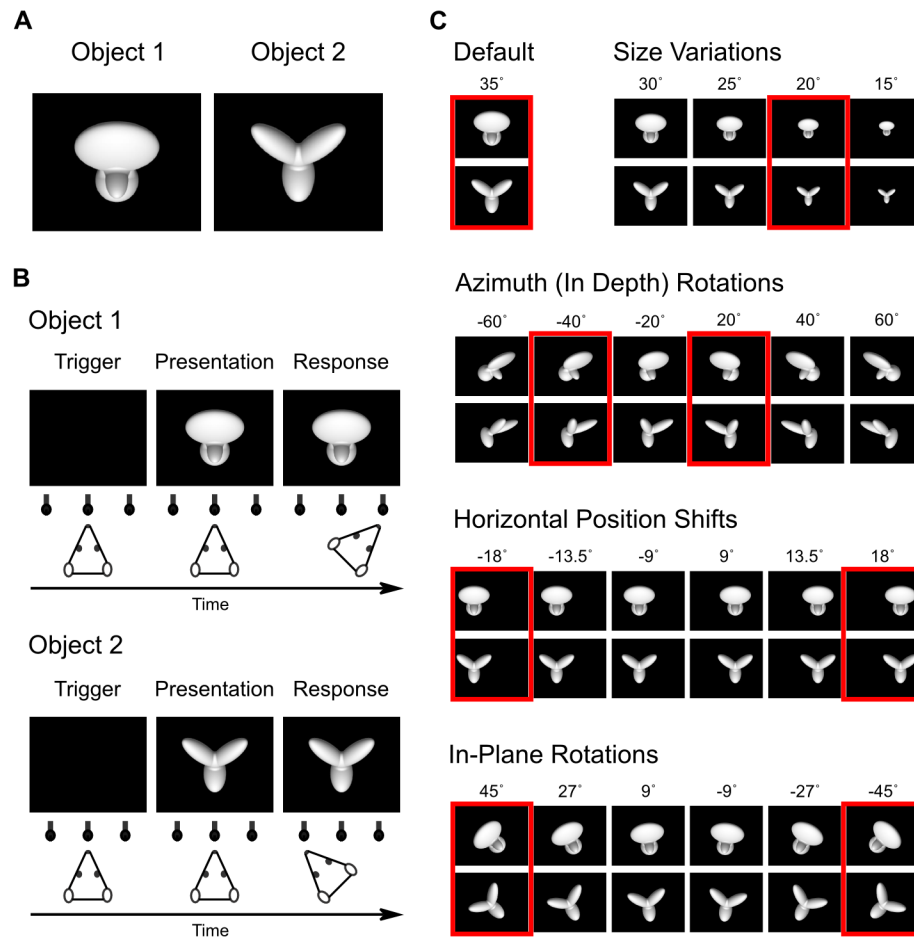 A
Object 1 Object 2
B
Object 1
Trigger Presentation Response
Time
Object 2
Trigger Presentation Response
Time
C
Default Size Variations
35° 30° 25° 20° 15°
Azimuth (In Depth) Rotations
-60° -40° -20° 20° 40° 60°
Horizontal Position Shifts
-18° -13.5° -9° 9° 13.5° 18°
In-Plane Rotations
45° 27° 9° -9° -27° -45°